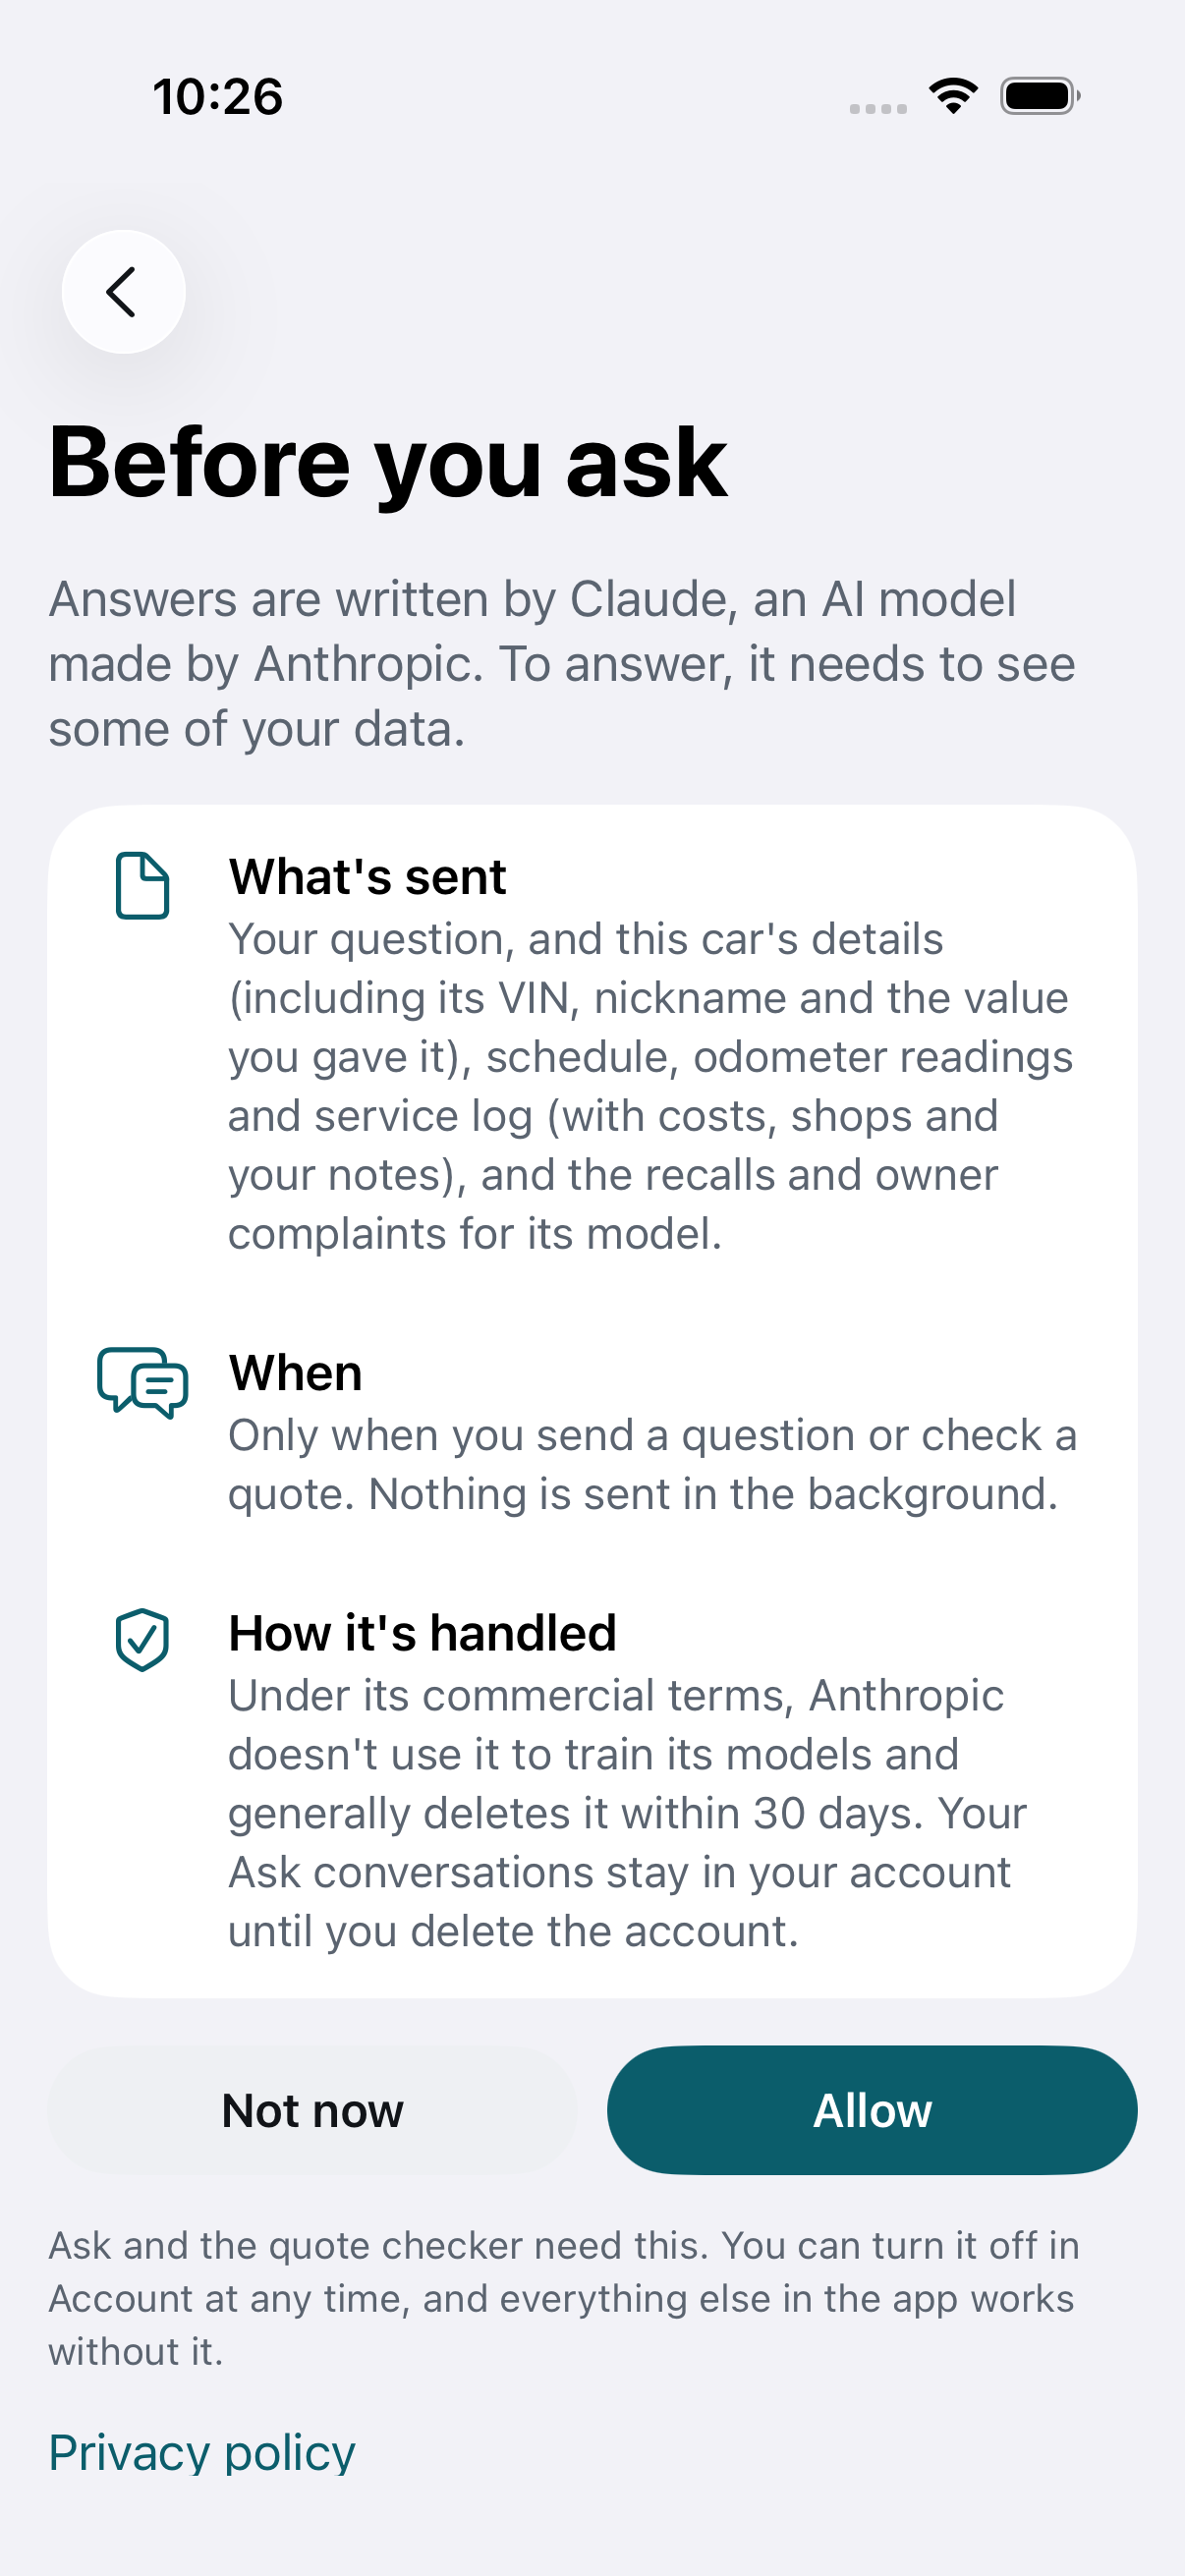 10:26
Before you ask
Answers are written by Claude, an AI model
made by Anthropic. To answer, it needs to see
some of your data.
What's sent
Your question, and this car's details
(including its VIN, nickname and the value
you gave it), schedule, odometer readings
and service log (with costs, shops and
your notes), and the recalls and owner
complaints for its model.
When
Only when you send a question or check a
quote. Nothing is sent in the background.
How it's handled
Under its commercial terms, Anthropic
doesn't use it to train its models and
generally deletes it within 30 days. Your
Ask conversations stay in your account
until you delete the account.
Not now
Allow
Ask and the quote checker need this. You can turn it off in
Account at any time, and everything else in the app works
without it.
Privacy policy